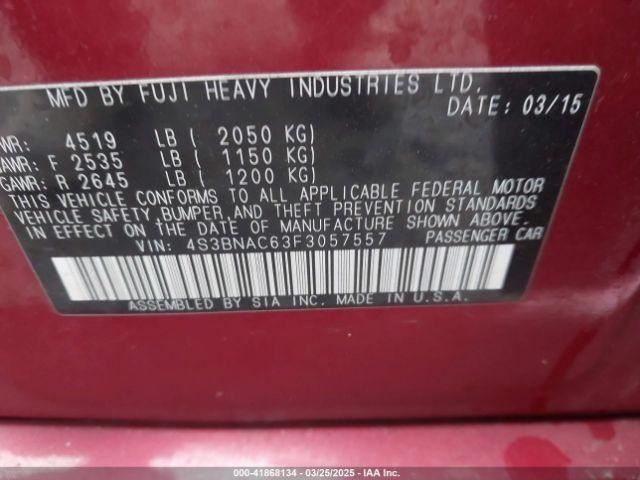 MFD BY FUJI HEAVY INDUSTRIES LTD.
DATE: 03/15
WR: 4519 LB ( 2050 KG)
AWR: F 2535 LB ( 1150 KG)
GAWR: R 2645 LB ( 1200 KG)
THIS VEHICLE CONFORMS TO ALL APPLICABLE FEDERAL MOTOR
VEHICLE SAFETY, BUMPER, AND THEFT PREVENTION STANDARDS
IN EFFECT ON THE DATE OF MANUFACTURE SHOWN ABOVE.
VIN: 4S3BNAC63F3057557 PASSENGER CAR
ASSEMBLED BY SIA INC. MADE IN U.S.A.
000-41868134 — 03/25/2025 — IAA Inc.